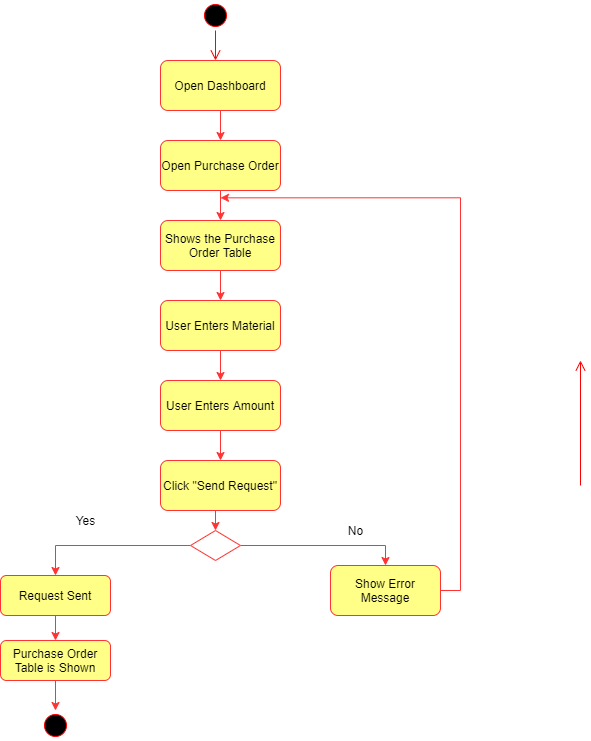 Open Dashboard
Open Purchase Order
Shows the Purchase
Order Table
User Enters Material
User Enters Amount
Click "Send Request"
Yes
No
Request Sent
Show Error
Message
Purchase Order
Table is Shown